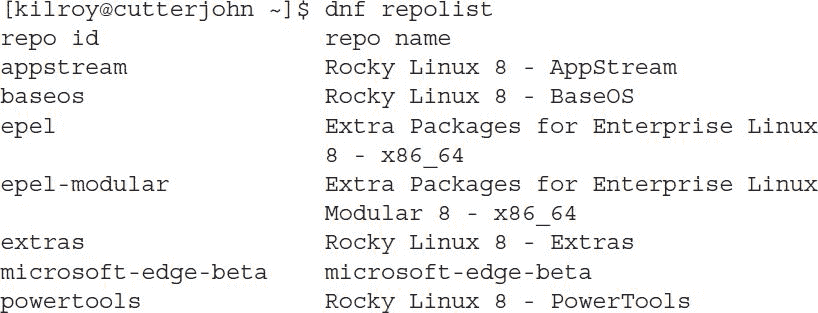 [kilroy@cutterjohn ~]$ dnf repolist
repo id                 repo name
appstream               Rocky Linux 8 - AppStream
baseos                  Rocky Linux 8 - BaseOS
epel                    Extra Packages for Enterprise Linux
                        8 - x86_64
epel-modular            Extra Packages for Enterprise Linux
                        Modular 8 - x86_64
extras                  Rocky Linux 8 - Extras
microsoft-edge-beta     microsoft-edge-beta
powertools              Rocky Linux 8 - PowerTools